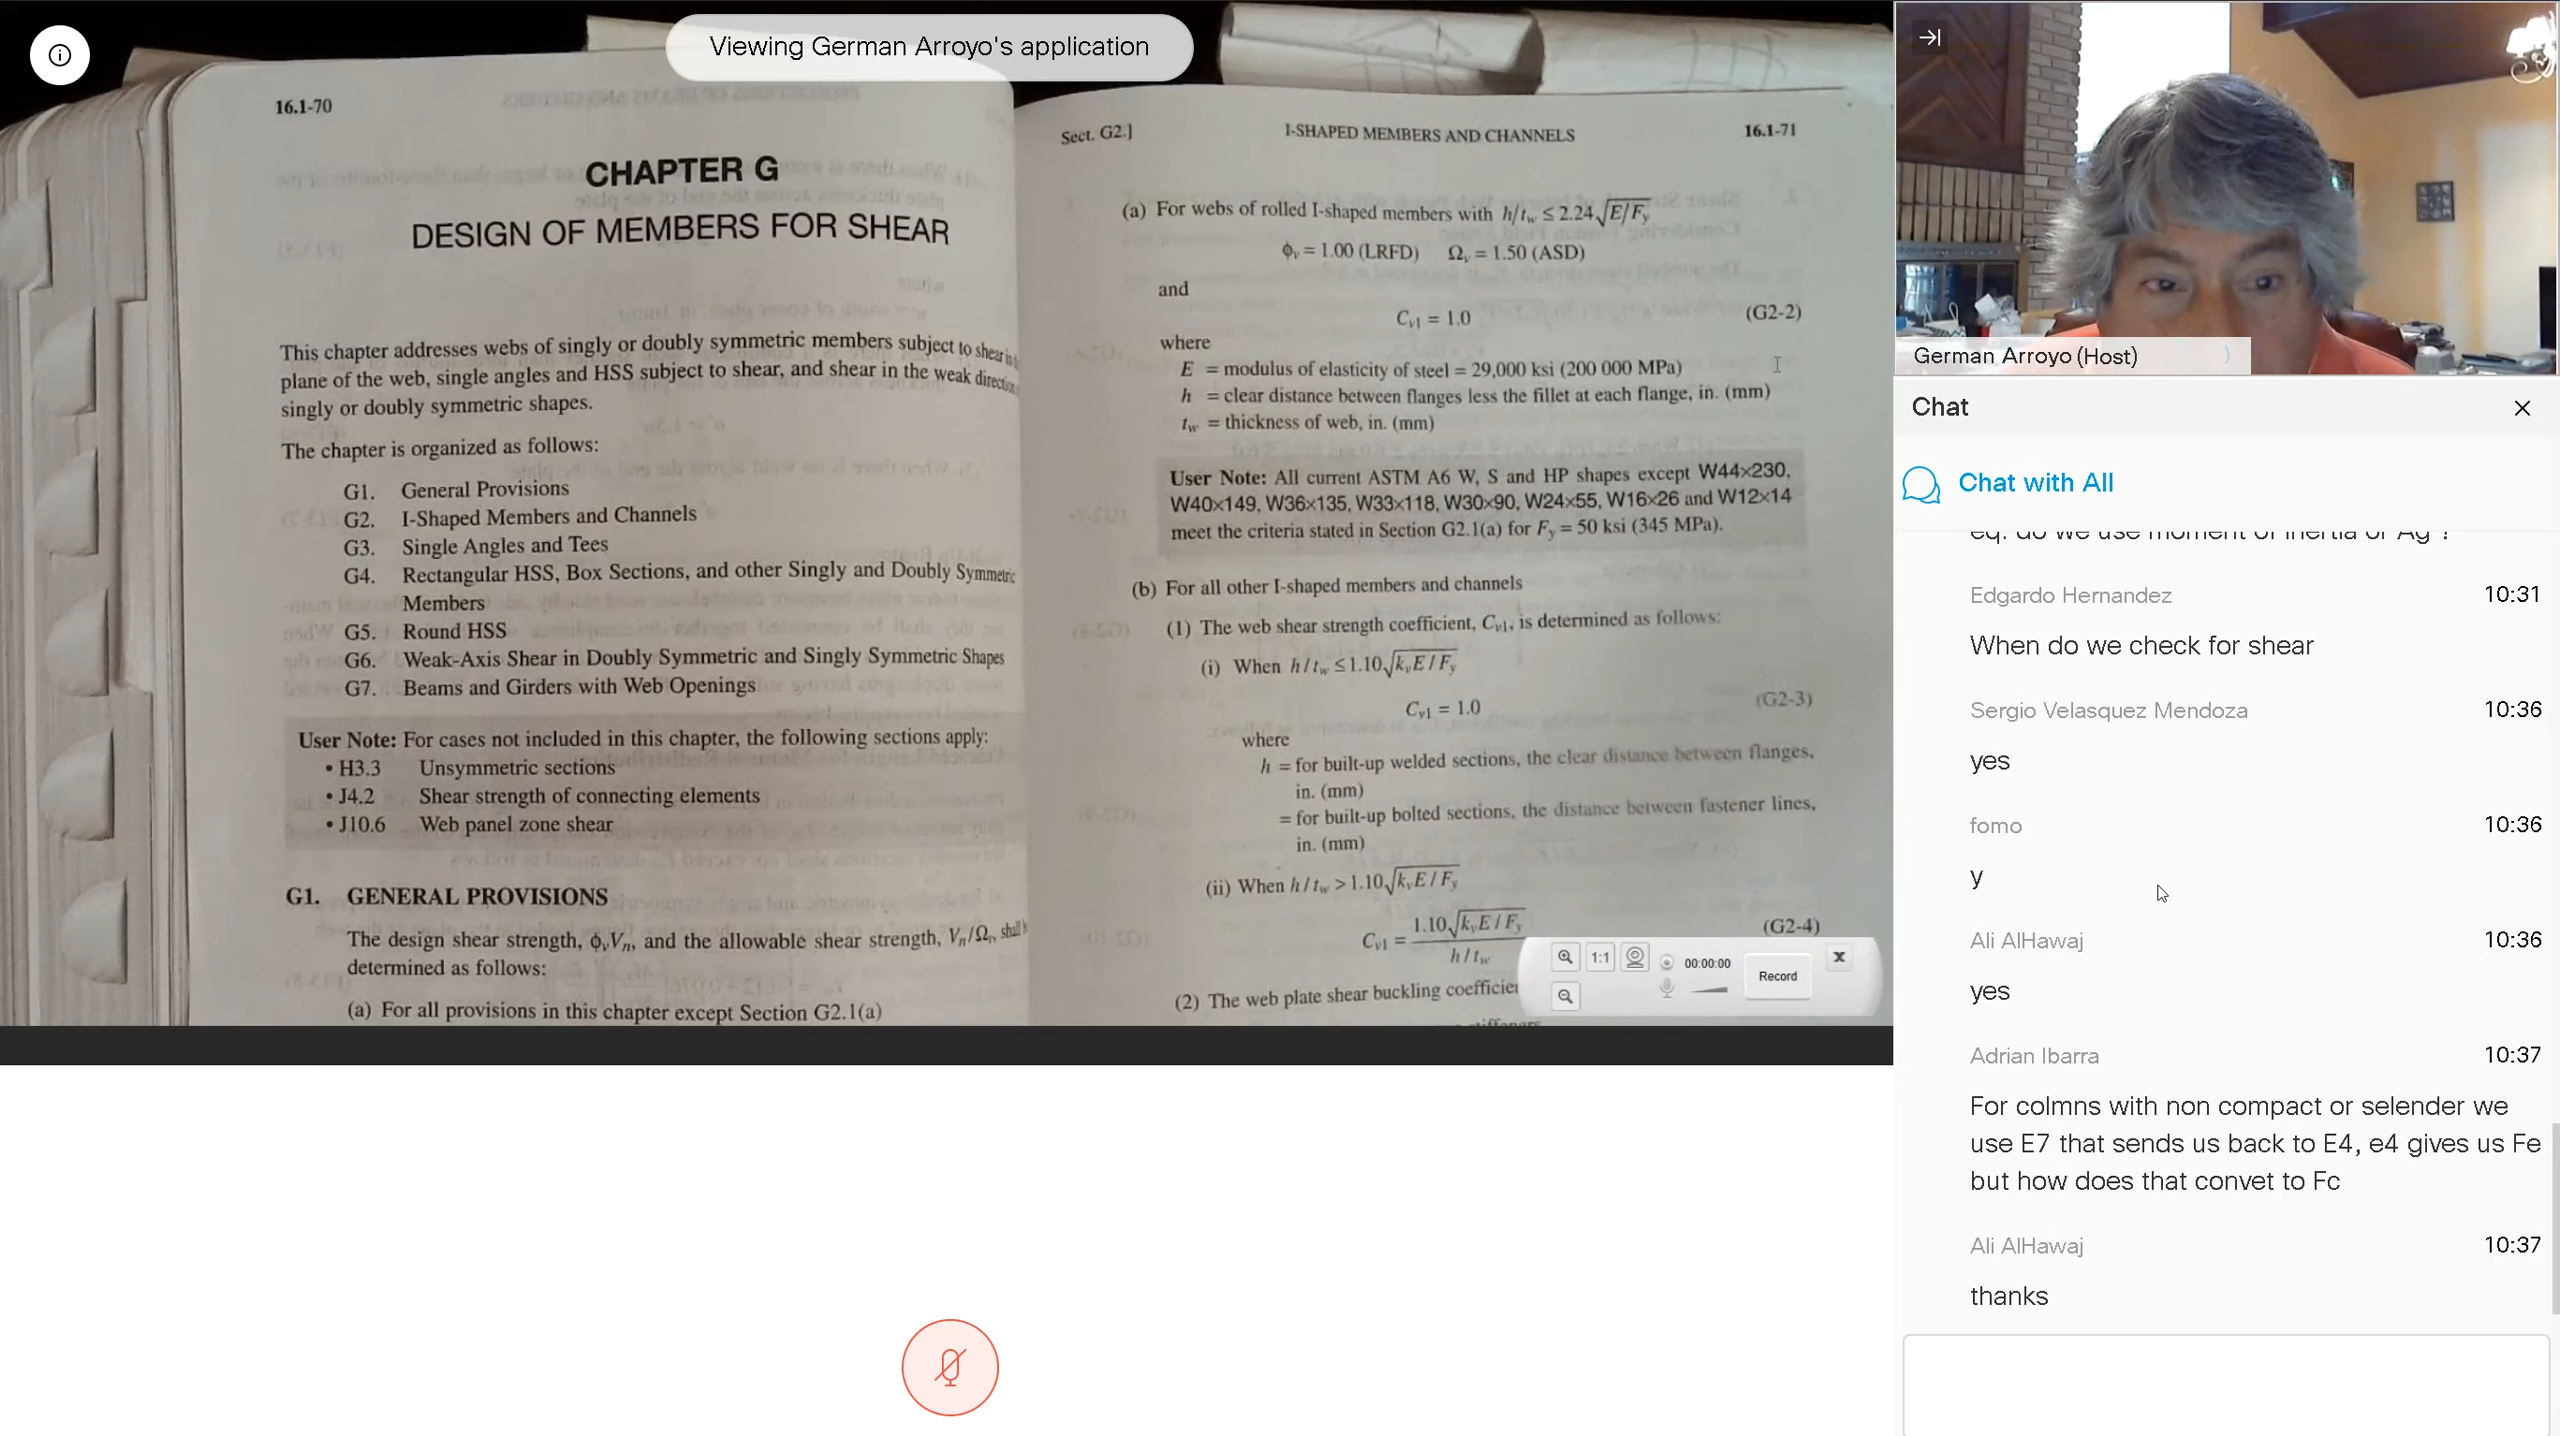 Viewing German Arroyo's application
16.1-70
CHAPTER G
DESIGN OF MEMBERS FOR SHEAR
This chapter addresses webs of singly or doubly symmetric members subject to shear in
plane of the web, single angles and HSS subject to shear, and shear in the weak direction
singly or doubly symmetric shapes.
The chapter is organized as follows:
G1. General Provisions
G2. I-Shaped Members and Channels
G3. Single Angles and Tees
G4. Rectangular HSS, Box Sections, and other Singly and Doubly Symmetric
Members
G5. Round HSS
G6. Weak-Axis Shear in Doubly Symmetric and Singly Symmetric Shapes
G7. Beams and Girders with Web Openings
User Note: For cases not included in this chapter, the following sections apply:
• H3.3 Unsymmetric sections
• J4.2 Shear strength of connecting elements
• J10.6 Web panel zone shear
G1. GENERAL PROVISIONS
The design shear strength, ϕvVn, and the allowable shear strength, Vn/Ωv, shall
determined as follows:
(a) For all provisions in this chapter except Section G2.1(a)
Sect. G2.] I-SHAPED MEMBERS AND CHANNELS 16.1-71
(a) For webs of rolled I-shaped members with h/tw ≤ 2.24√E/Fy
ϕv = 1.00 (LRFD) Ωv = 1.50 (ASD)
and
Cv1 = 1.0 (G2-2)
where
E = modulus of elasticity of steel = 29,000 ksi (200 000 MPa)
h = clear distance between flanges less the fillet at each flange, in. (mm)
tw = thickness of web, in. (mm)
User Note: All current ASTM A6 W, S and HP shapes except W44×230,
W40×149, W36×135, W33×118, W30×90, W24×55, W16×26 and W12×14
meet the criteria stated in Section G2.1(a) for Fy = 50 ksi (345 MPa).
(b) For all other I-shaped members and channels
(1) The web shear strength coefficient, Cv1, is determined as follows:
(i) When h/tw ≤ 1.10√kvE/Fy
Cv1 = 1.0 (G2-3)
where
h = for built-up welded sections, the clear distance between flanges,
in. (mm)
= for built-up bolted sections, the distance between fastener lines,
in. (mm)
(ii) When h/tw > 1.10√kvE/Fy
Cv1 = 1.10√kvE/Fy / h/tw (G2-4)
(2) The web plate shear buckling
1:1
00:00:00
Record
x
German Arroyo (Host)
Chat
Chat with All
eq. do we use moment of inertia or Ag ?
Edgardo Hernandez 10:31
When do we check for shear
Sergio Velasquez Mendoza 10:36
yes
fomo 10:36
y
Ali AlHawaj 10:36
yes
Adrian Ibarra 10:37
For colmns with non compact or selender we
use E7 that sends us back to E4, e4 gives us Fe
but how does that convet to Fc
Ali AlHawaj 10:37
thanks